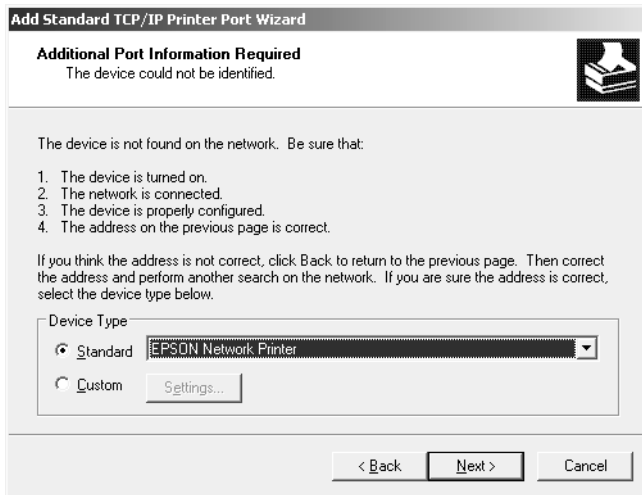 Add Standard TCP/IP Printer Port Wizard
Additional Port Information Required
The device could not be identified.
The device is not found on the network.  Be sure that:
1.  The device is turned on.
2.  The network is connected.
3.  The device is properly configured.
4.  The address on the previous page is correct.
If you think the address is not correct, click Back to return to the previous page.  Then correct
the address and perform another search on the network.  If you are sure the address is correct,
select the device type below.
Device Type
Standard EPSON Network Printer
Custom Settings...
< Back Next > Cancel